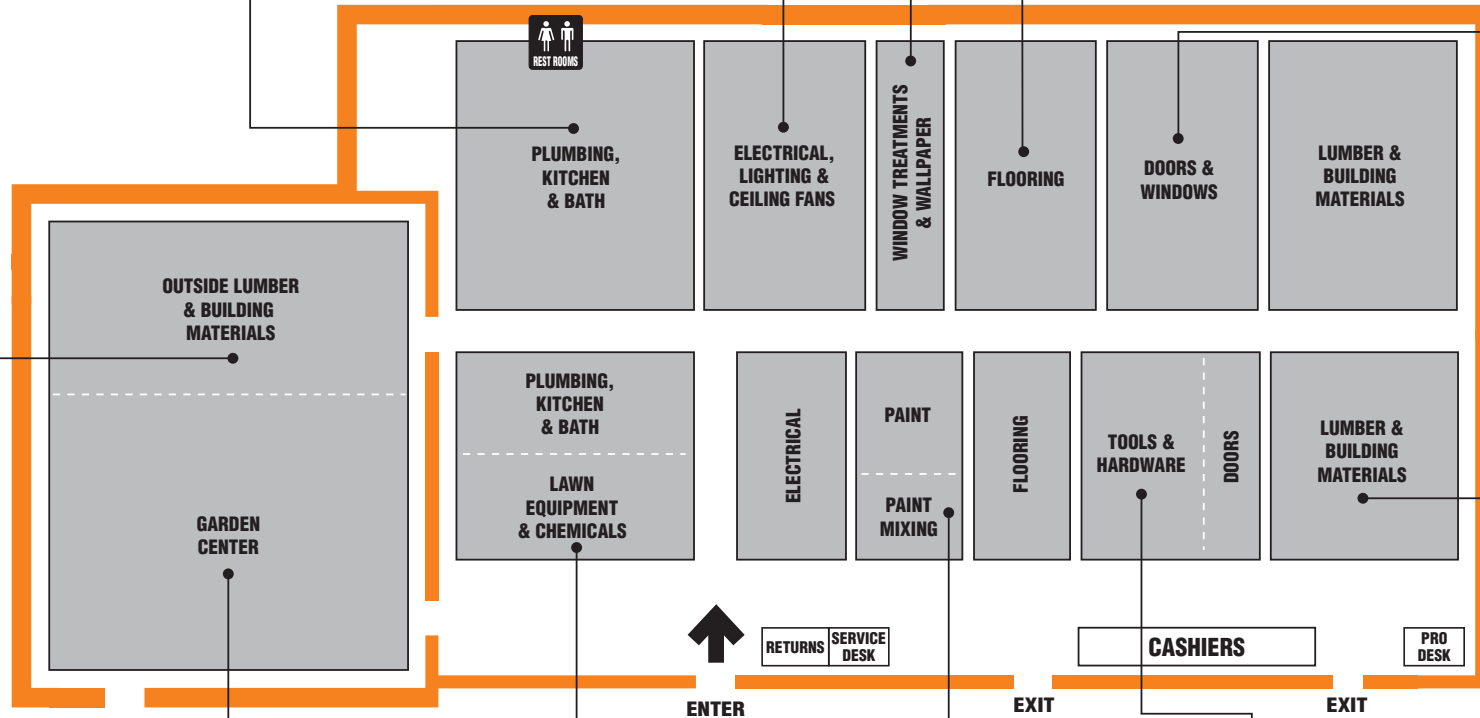 REST ROOMS
PLUMBING,
KITCHEN
& BATH
ELECTRICAL,
LIGHTING &
CEILING FANS
WINDOW TREATMENTS
& WALLPAPER
FLOORING
DOORS &
WINDOWS
LUMBER &
BUILDING
MATERIALS
OUTSIDE LUMBER
& BUILDING
MATERIALS
GARDEN
CENTER
PLUMBING,
KITCHEN
& BATH
LAWN
EQUIPMENT
& CHEMICALS
ELECTRICAL
PAINT
PAINT
MIXING
FLOORING
TOOLS &
HARDWARE
DOORS
LUMBER &
BUILDING
MATERIALS
RETURNS
SERVICE
DESK
CASHIERS
PRO
DESK
ENTER
EXIT
EXIT